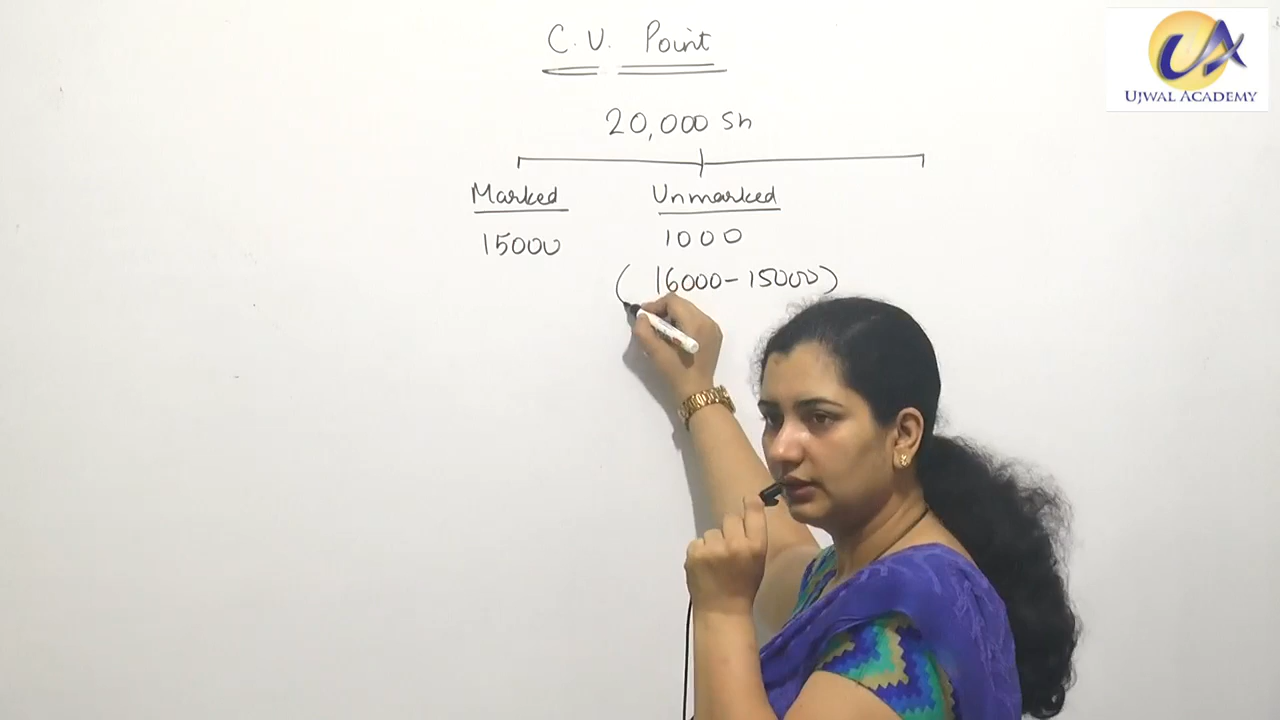 C.V. Point
20,000 Sh
Marked Unmarked
15000 1000
(16000-15000)
UJWAL ACADEMY